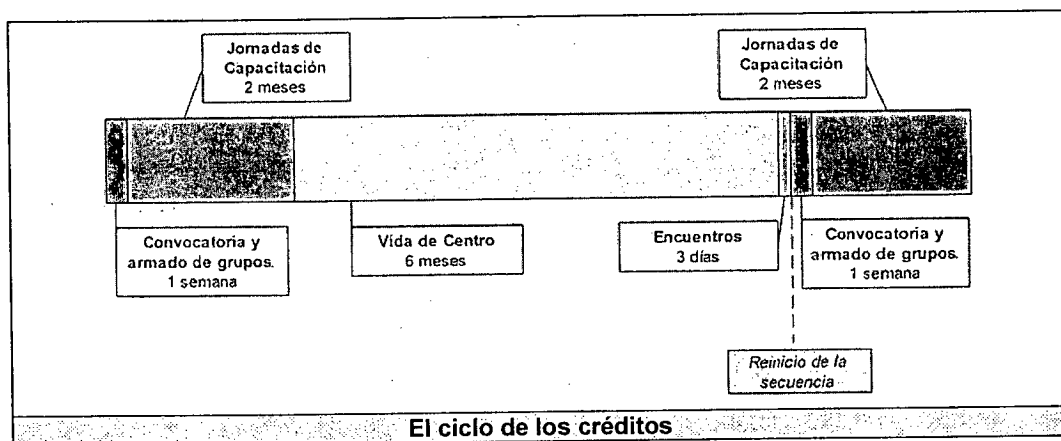 Jornadas de
Capacitación
2 meses
Jornadas de
Capacitación
2 meses
Convocatoria y
armado de grupos.
1 semana
Vida de Centro
6 meses
Encuentros
3 días
Convocatoria y
armado de grupos.
1 semana
Reinicio de la
secuencia
El ciclo de los créditos